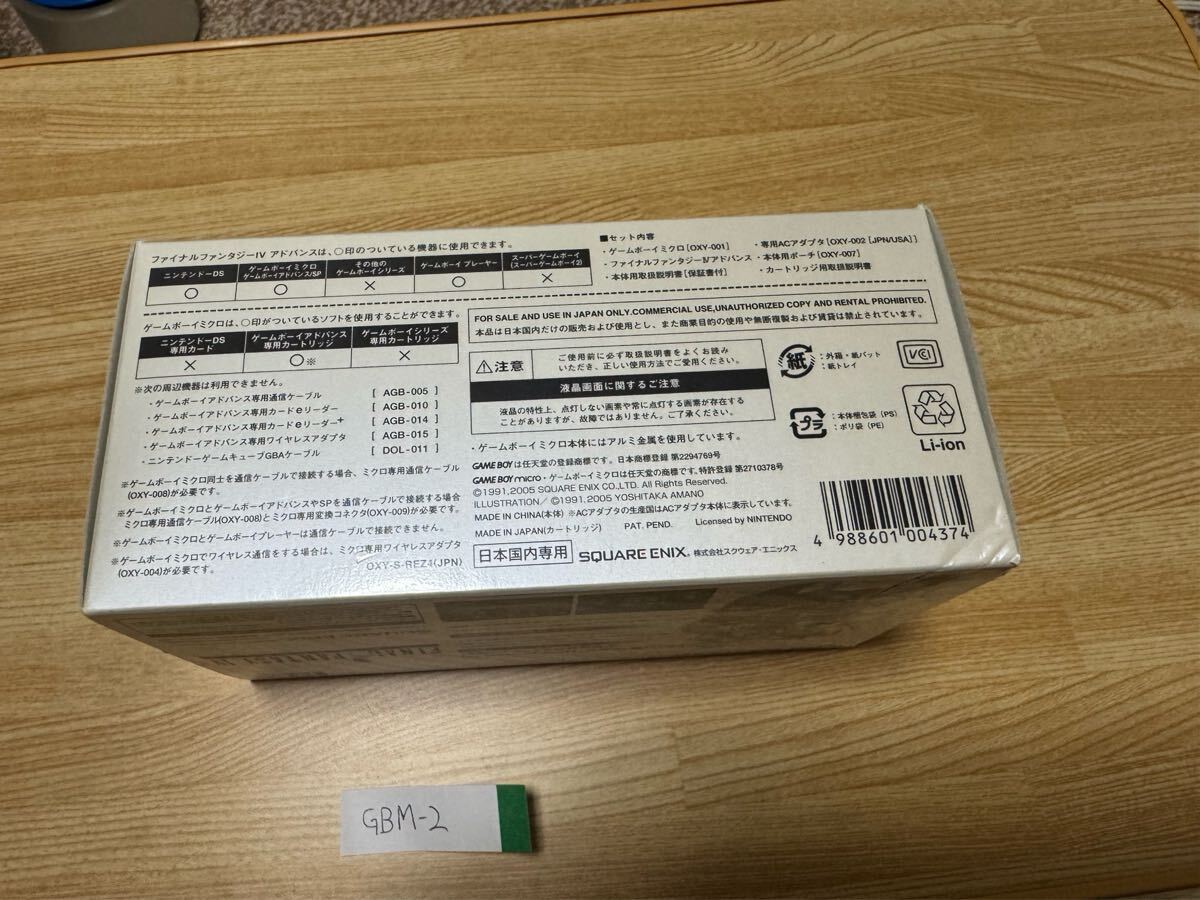 ファイナルファンタジーIV アドバンスは、○印のついている機器に使用できます。
ニンテンドーDS
ゲームボーイミクロ
ゲームボーイアドバンス/SP
その他の
ゲームボーイシリーズ
ゲームボーイ プレーヤー
スーパーゲームボーイ
(スーパーゲームボーイ2)
○ ○ × ○ ×
ゲームボーイミクロは、○印がついているソフトを使用することができます。
ニンテンドーDS
専用カード
ゲームボーイアドバンス
専用カートリッジ
ゲームボーイシリーズ
専用カートリッジ
× ○※ ×
※次の周辺機器は利用できません。
・ゲームボーイアドバンス専用通信ケーブル [ AGB-005 ]
・ゲームボーイアドバンス専用カードeリーダー [ AGB-010 ]
・ゲームボーイアドバンス専用カードeリーダー+ [ AGB-014 ]
・ゲームボーイアドバンス専用ワイヤレスアダプタ [ AGB-015 ]
・ニンテンドーゲームキューブGBAケーブル [ DOL-011 ]
※ゲームボーイミクロ同士を通信ケーブルで接続する場合、ミクロ専用通信ケーブル
(OXY-008)が必要です。
※ゲームボーイミクロとゲームボーイアドバンスやSPを通信ケーブルで接続する場合
ミクロ専用通信ケーブル(OXY-008)とミクロ専用変換コネクタ(OXY-009)が必要です。
※ゲームボーイミクロとゲームボーイプレーヤーは通信ケーブルで接続できません。
※ゲームボーイミクロでワイヤレス通信をする場合は、ミクロ専用ワイヤレスアダプタ
(OXY-004)が必要です。
OXY-S-REZ4(JPN)
■セット内容
・ゲームボーイミクロ[OXY-001]
・専用ACアダプタ[OXY-002 [JPN/USA]]
・ファイナルファンタジーIVアドバンス
・本体用ポーチ[OXY-007]
・本体用取扱説明書[保証書付]
・カートリッジ用取扱説明書
FOR SALE AND USE IN JAPAN ONLY.COMMERCIAL USE,UNAUTHORIZED COPY AND RENTAL PROHIBITED.
本品は日本国内だけの販売および使用とし、また商業目的の使用や無断複製および賃貸は禁止されています。
注意
ご使用前に必ず取扱説明書をよくお読み
いただき、正しい使用方法でご愛用ください。
液晶画面に関するご注意
液晶の特性上、点灯しない画素や常に点灯する画素が存在する
ことがありますが、故障ではありません。ご了承ください。
紙
:外箱・紙パット
:紙トレイ
VCCI
プラ
:本体梱包袋(PS)
:ポリ袋(PE)
Li-ion
・ゲームボーイミクロ本体にはアルミ金属を使用しています。
GAME BOYは任天堂の登録商標です。日本商標登録 第2294769号
GAME BOY micro・ゲームボーイミクロは任天堂の商標です。特許登録 第2710378号
©1991,2005 SQUARE ENIX CO.,LTD. All Rights Reserved.
ILLUSTRATION / ©1991,2005 YOSHITAKA AMANO
MADE IN CHINA(本体) ※ACアダプタの生産国はACアダプタ本体に表示しています。
MADE IN JAPAN(カートリッジ) PAT. PEND. Licensed by NINTENDO
日本国内専用 SQUARE ENIX. 株式会社スクウェア・エニックス
4 988601 004374
GBM-2